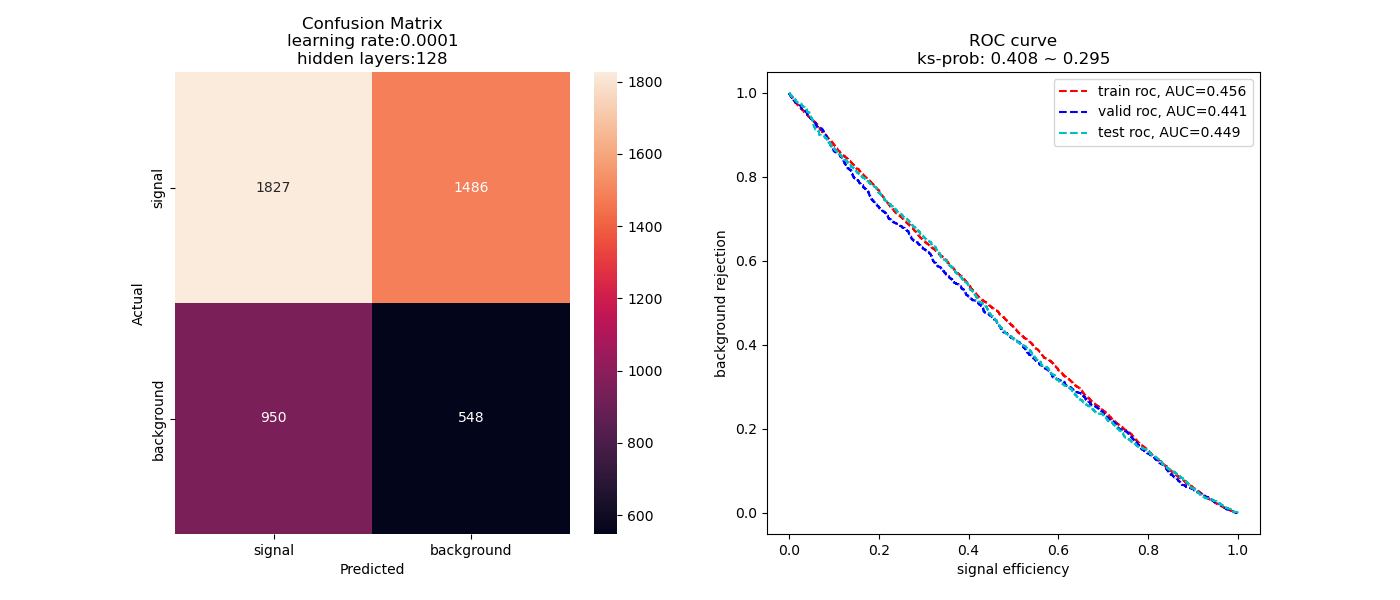 Confusion Matrix
learning rate:0.0001
hidden layers:128
signal
background
Actual
1827
1486
950
548
signal
background
Predicted
1800
1600
1400
1200
1000
800
600
ROC curve
ks-prob: 0.408 ~ 0.295
train roc, AUC=0.456
valid roc, AUC=0.441
test roc, AUC=0.449
background rejection
1.0
0.8
0.6
0.4
0.2
0.0
0.0
0.2
0.4
0.6
0.8
1.0
signal efficiency